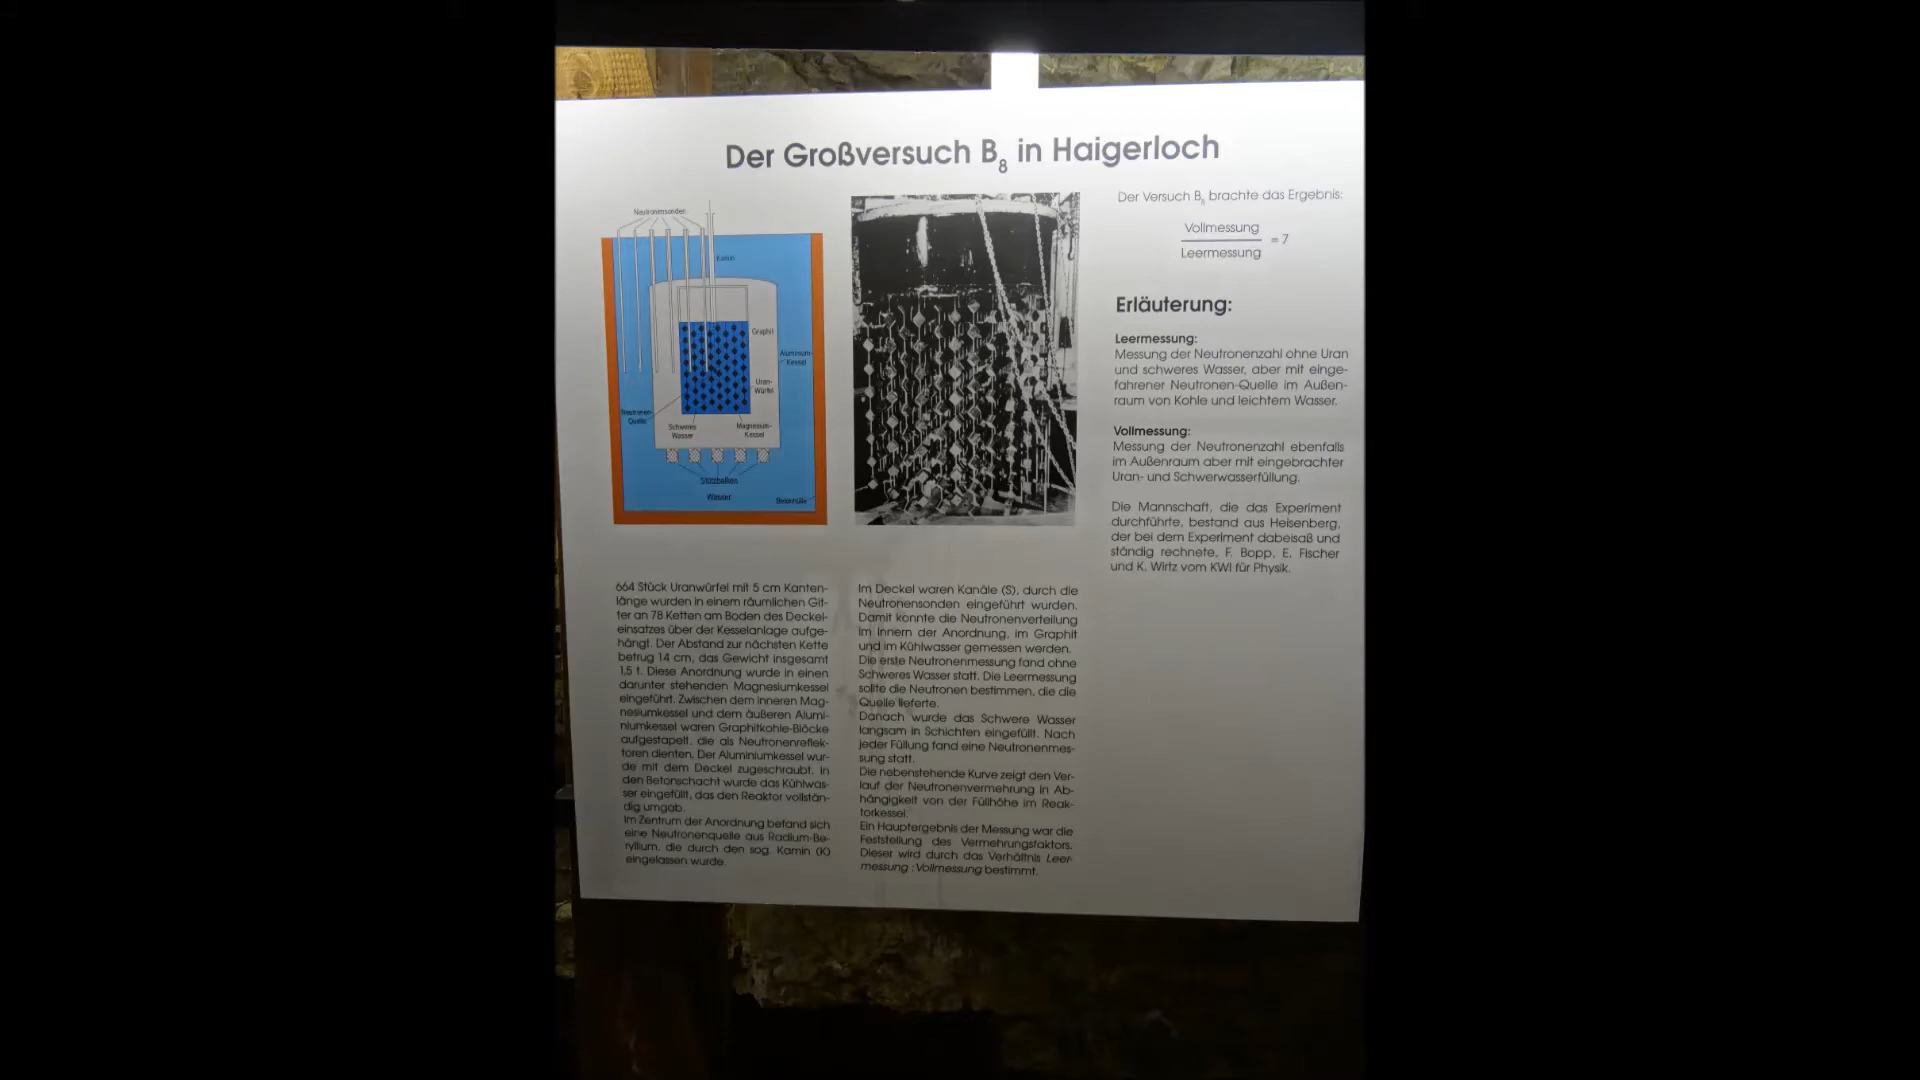 Der Großversuch B8 in Haigerloch
Neutronensonden
Kamin
Graphit
Aluminium-
Kessel
Uran-
Würfel
Neutronen-
Quelle
Schweres
Wasser
Magnesium-
Kessel
Stützbalken
Wasser
Betonhülle
664 Stück Uranwürfel mit 5 cm Kanten-
länge wurden in einem räumlichen Git-
ter an 78 Ketten am Boden des Deckel-
einsatzes über der Kesselanlage aufge-
hängt. Der Abstand zur nächsten Kette
betrug 14 cm, das Gewicht insgesamt
1,5 t. Diese Anordnung wurde in einen
darunter stehenden Magnesiumkessel
eingeführt. Zwischen dem inneren Mag-
nesiumkessel und dem äußeren Alumi-
niumkessel waren Graphitkohle-Blöcke
aufgestapelt, die als Neutronenreflek-
toren dienten. Der Aluminiumkessel wur-
de mit dem Deckel zugeschraubt. In
den Betonschacht wurde das Kühlwas-
ser eingefüllt, das den Reaktor vollstän-
dig umgab.
Im Zentrum der Anordnung befand sich
eine Neutronenquelle aus Radium-Be-
ryllium, die durch den sog. Kamin (K)
eingelassen wurde.
Im Deckel waren Kanäle (S), durch die
Neutronensonden eingeführt wurden.
Damit konnte die Neutronenverteilung
im Innern der Anordnung, im Graphit
und im Kühlwasser gemessen werden.
Die erste Neutronenmessung fand ohne
Schweres Wasser statt. Die Leermessung
sollte die Neutronen bestimmen, die die
Quelle lieferte.
Danach wurde das Schwere Wasser
langsam in Schichten eingefüllt. Nach
jeder Füllung fand eine Neutronenmes-
sung statt.
Die nebenstehende Kurve zeigt den Ver-
lauf der Neutronenvermehrung in Ab-
hängigkeit von der Füllhöhe im Reak-
torkessel.
Ein Hauptergebnis der Messung war die
Feststellung des Vermehrungsfaktors.
Dieser wird durch das Verhältnis Leer-
messung : Vollmessung bestimmt.
Der Versuch B8 brachte das Ergebnis:
Vollmessung
= 7
Leermessung
Erläuterung:
Leermessung:
Messung der Neutronenzahl ohne Uran
und schweres Wasser, aber mit einge-
fahrener Neutronen-Quelle im Außen-
raum von Kohle und leichtem Wasser.
Vollmessung:
Messung der Neutronenzahl ebenfalls
im Außenraum aber mit eingebrachter
Uran- und Schwerwasserfüllung.
Die Mannschaft, die das Experiment
durchführte, bestand aus Heisenberg,
der bei dem Experiment dabeisaß und
ständig rechnete, F. Bopp, E. Fischer
und K. Wirtz vom KWI für Physik.